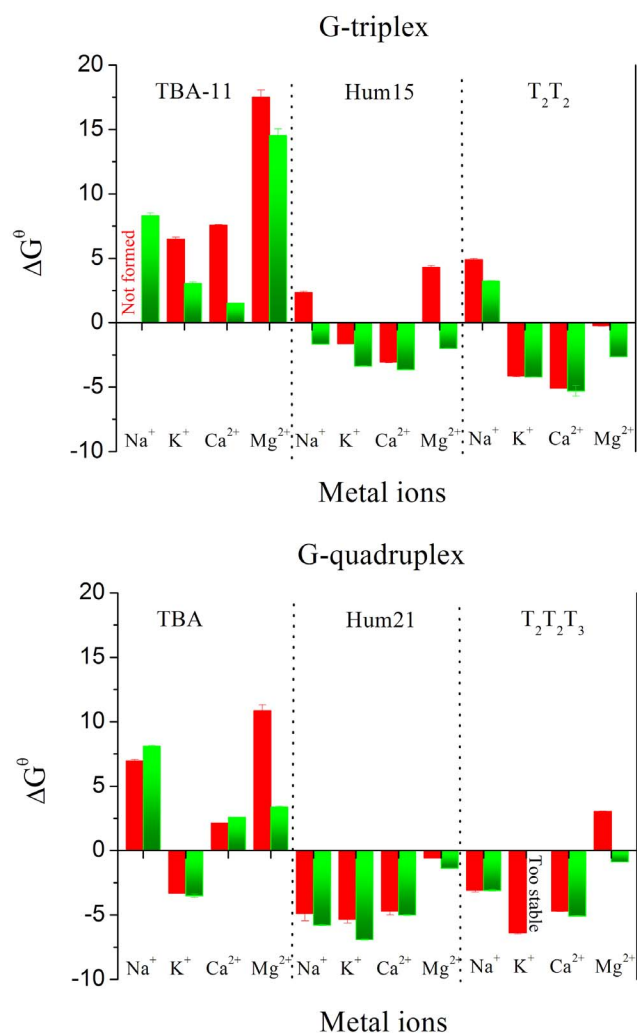 G-triplex
20
15
10
5
0
-5
-10
ΔG^θ
TBA-11
Hum15
T₂T₂
Not formed
Na⁺ K⁺ Ca²⁺ Mg²⁺ Na⁺ K⁺ Ca²⁺ Mg²⁺ Na⁺ K⁺ Ca²⁺ Mg²⁺
Metal ions
G-quadruplex
20
15
10
5
0
-5
-10
ΔG^θ
TBA
Hum21
T₂T₂T₃
Too stable
Na⁺ K⁺ Ca²⁺ Mg²⁺ Na⁺ K⁺ Ca²⁺ Mg²⁺ Na⁺ K⁺ Ca²⁺ Mg²⁺
Metal ions